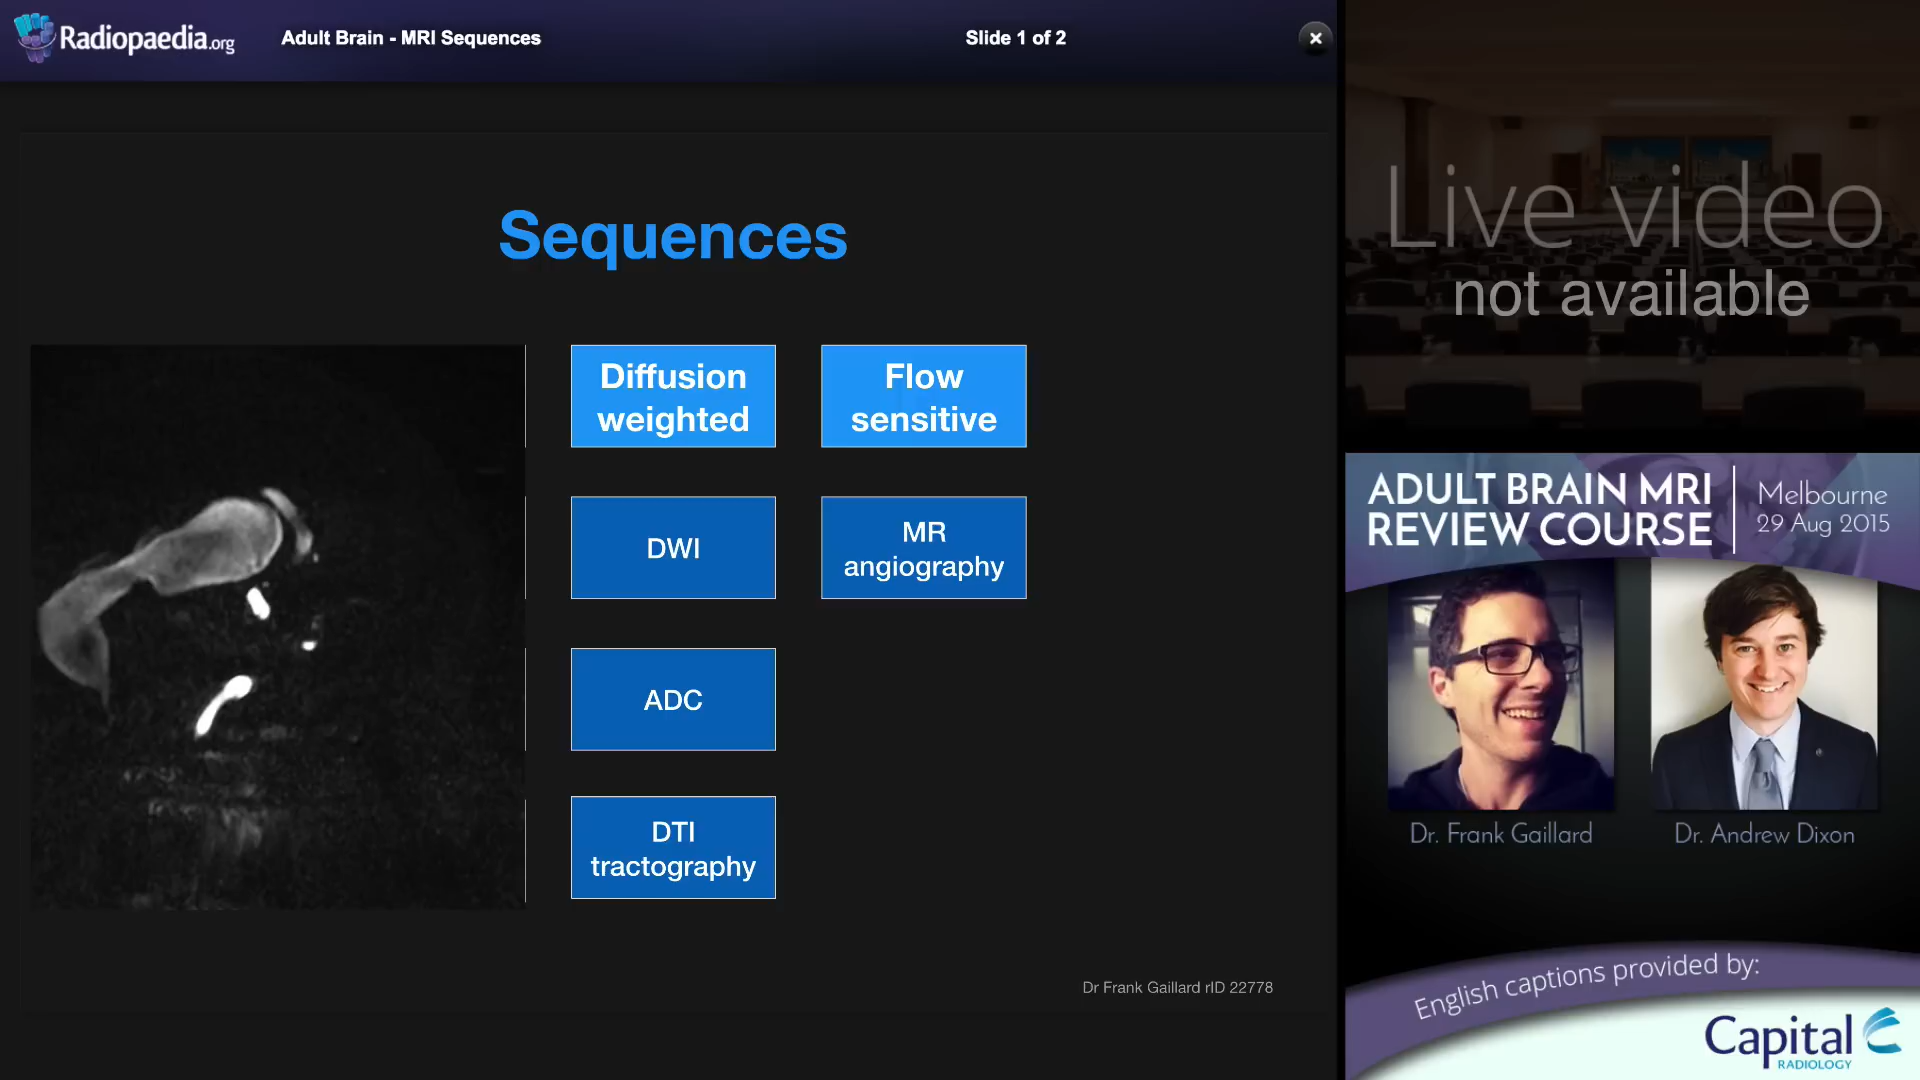 Radiopaedia.org
Adult Brain - MRI Sequences
Slide 1 of 2
Sequences
Diffusion
weighted
Flow
sensitive
DWI
MR
angiography
ADC
DTI
tractography
Dr Frank Gaillard rID 22778
Live video
not available
ADULT BRAIN MRI
REVIEW COURSE
Melbourne
29 Aug 2015
Dr. Frank Gaillard
Dr. Andrew Dixon
English captions provided by:
Capital
RADIOLOGY